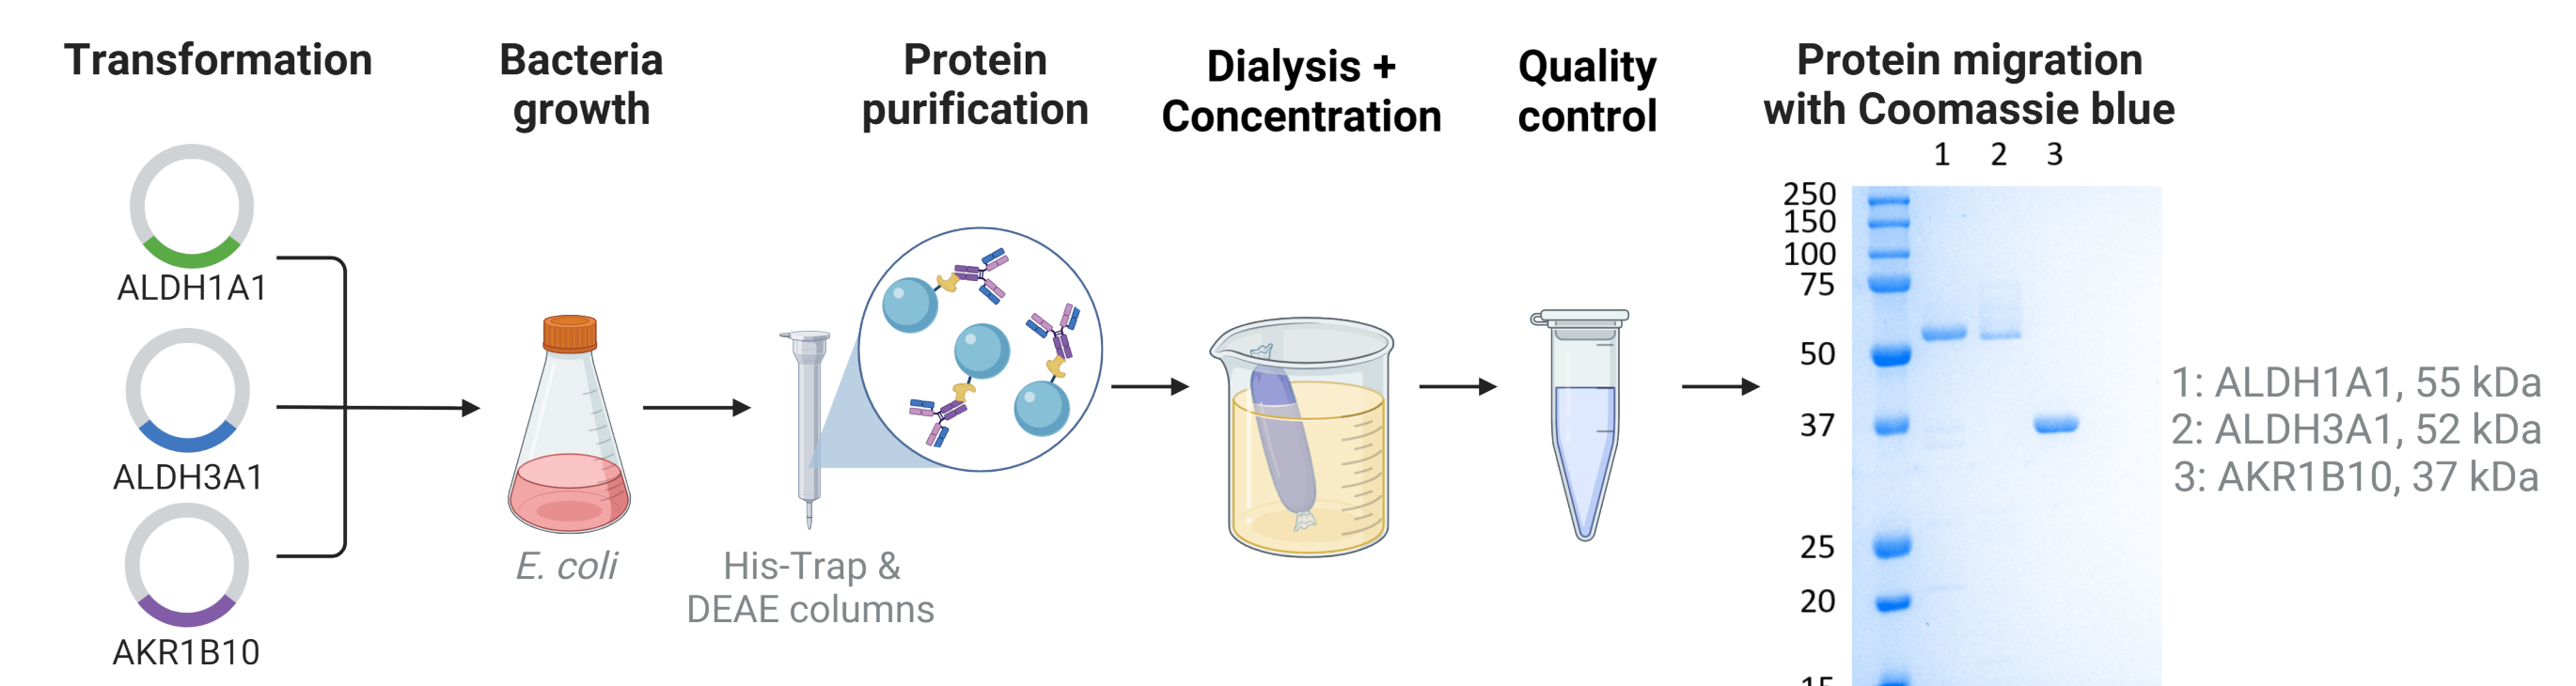 Transformation
Bacteria
growth
Protein
purification
Dialysis +
Concentration
Quality
control
Protein migration
with Coomassie blue
ALDH1A1
ALDH3A1
AKR1B10
E. coli
His-Trap &
DEAE columns
1 2 3
250
150
100
75
50
37
25
20
15
1: ALDH1A1, 55 kDa
2: ALDH3A1, 52 kDa
3: AKR1B10, 37 kDa